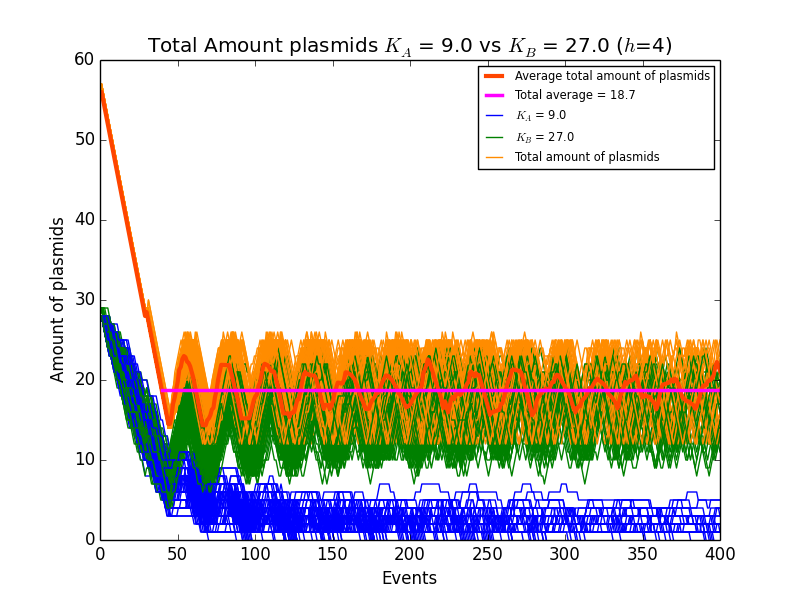 Total Amount plasmids K_A = 9.0 vs K_B = 27.0 (h=4)
Average total amount of plasmids
Total average = 18.7
K_A = 9.0
K_B = 27.0
Total amount of plasmids
60
50
40
30
20
10
0
Amount of plasmids
0 50 100 150 200 250 300 350 400
Events